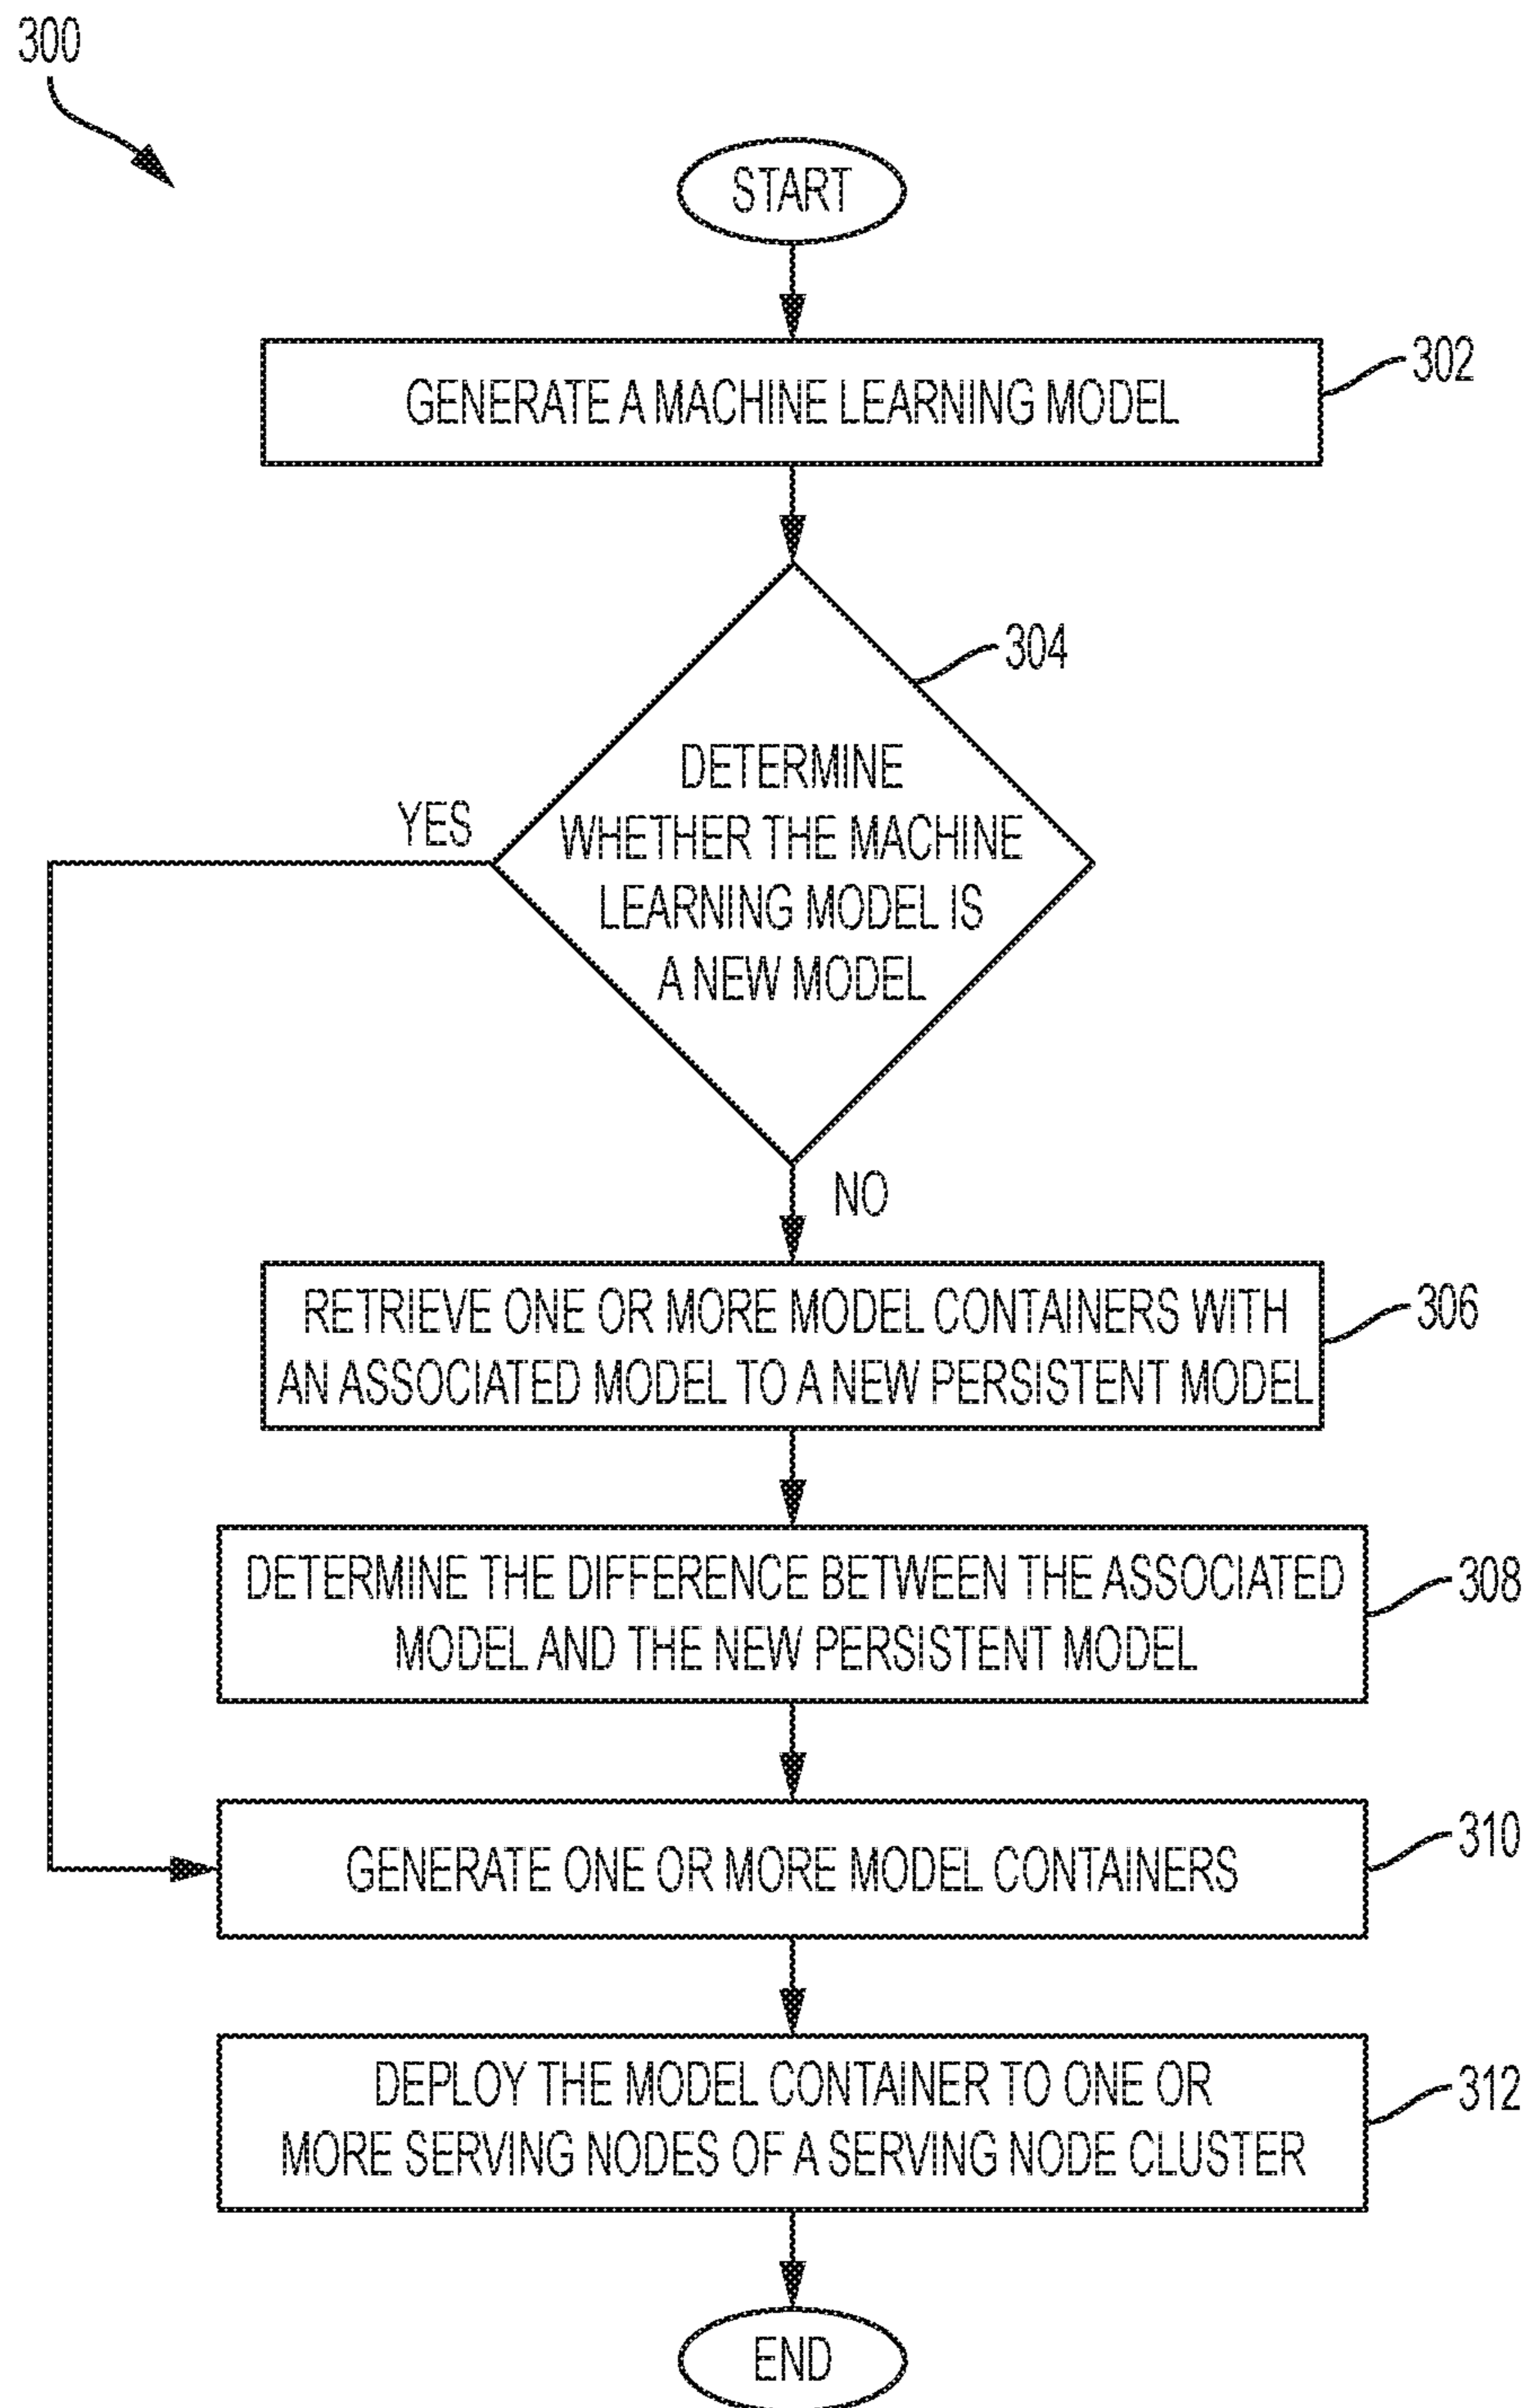 300
START
GENERATE A MACHINE LEARNING MODEL
302
304
DETERMINE
WHETHER THE MACHINE
LEARNING MODEL IS
A NEW MODEL
YES
NO
RETRIEVE ONE OR MORE MODEL CONTAINERS WITH
AN ASSOCIATED MODEL TO A NEW PERSISTENT MODEL
306
DETERMINE THE DIFFERENCE BETWEEN THE ASSOCIATED
MODEL AND THE NEW PERSISTENT MODEL
308
GENERATE ONE OR MORE MODEL CONTAINERS
310
DEPLOY THE MODEL CONTAINER TO ONE OR
MORE SERVING NODES OF A SERVING NODE CLUSTER
312
END